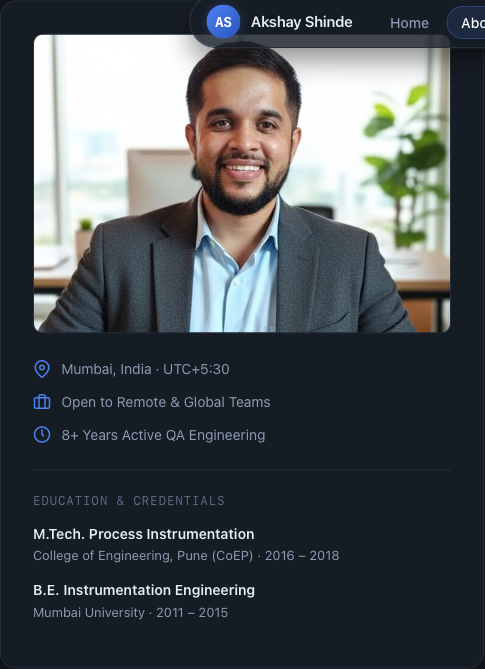 AS Akshay Shinde Home Abo
Mumbai, India · UTC+5:30
Open to Remote & Global Teams
8+ Years Active QA Engineering
EDUCATION & CREDENTIALS
M.Tech. Process Instrumentation
College of Engineering, Pune (CoEP) · 2016 – 2018
B.E. Instrumentation Engineering
Mumbai University · 2011 – 2015